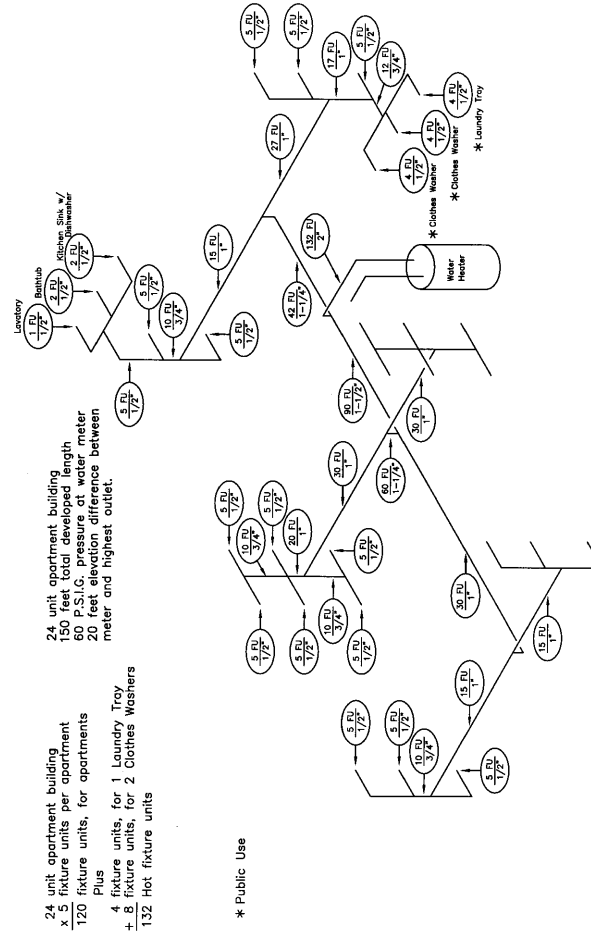 24 unit apartment building
x 5 fixture units per apartment
120 fixture units, for apartments
Plus
4 fixture units, for 1 Laundry Tray
+ 8 fixture units, for 2 Clothes Washers
132 Hot fixture units
24 unit apartment building
150 feet total developed length
60 P.S.I.G. pressure at water meter
20 feet elevation difference between
meter and highest outlet.
* Public Use
Lavatory
1 FU
1/2"
Bathtub
2 FU
1/2"
Kitchen Sink w/
Dishwasher
2 FU
1/2"
5 FU
1/2"
5 FU
1/2"
10 FU
3/4"
5 FU
1/2"
15 FU
1"
27 FU
1"
5 FU
1/2"
5 FU
1/2"
17 FU
1"
5 FU
1/2"
12 FU
3/4"
4 FU
1/2"
* Clothes Washer
4 FU
1/2"
* Clothes Washer
4 FU
1/2"
* Laundry Tray
42 FU
1-1/4"
132 FU
2"
Water
Heater
90 FU
1-1/2"
30 FU
1"
30 FU
1"
60 FU
1-1/4"
5 FU
1/2"
10 FU
3/4"
5 FU
1/2"
20 FU
1"
5 FU
1/2"
5 FU
1/2"
5 FU
1/2"
10 FU
3/4"
5 FU
1/2"
30 FU
1"
15 FU
1"
15 FU
1"
5 FU
1/2"
5 FU
1/2"
10 FU
3/4"
5 FU
1/2"